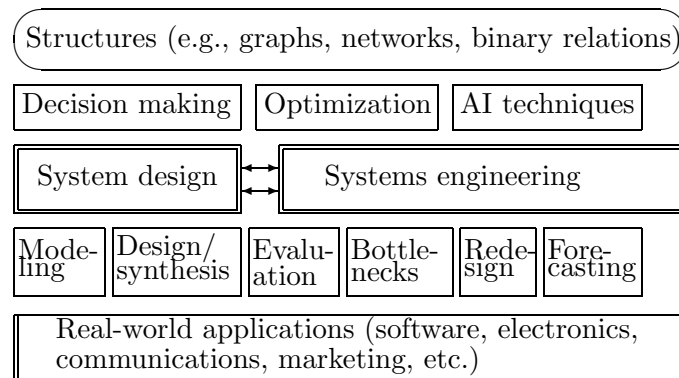 Structures (e.g., graphs, networks, binary relations)
Decision making Optimization AI techniques
System design Systems engineering
Mode- Design/ Evalu- Bottle- Rede- Fore-
ling synthesis ation necks sign casting
Real-world applications (software, electronics,
communications, marketing, etc.)